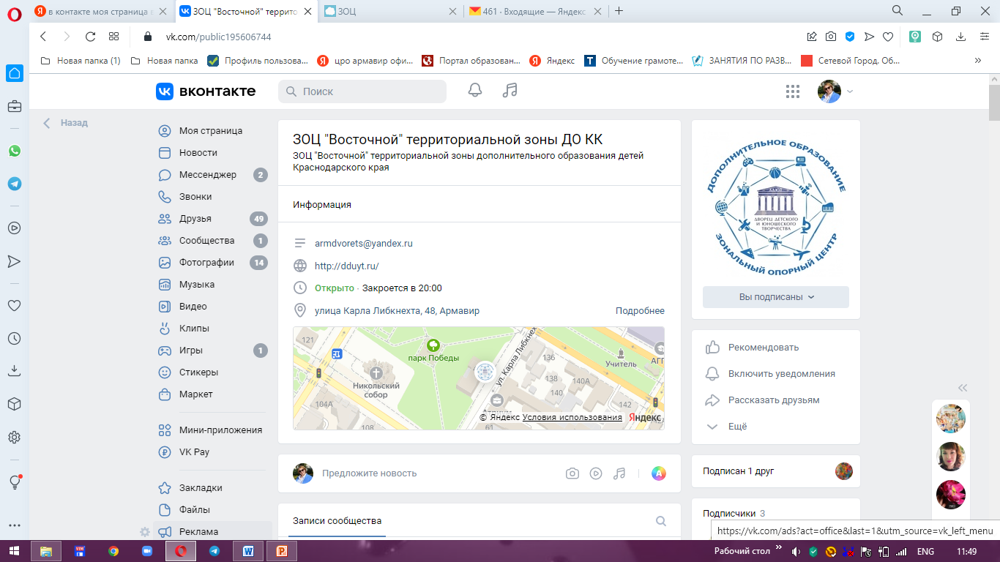 в контакте моя страница в
ЗОЦ "Восточной" террито
ЗОЦ
461 · Входящие — Яндекс
vk.com/public195606744
Новая папка (1)
Новая папка
Профиль пользова...
цро армавир офи...
Портал образован...
Яндекс
Обучение грамоте...
ЗАНЯТИЯ ПО РАЗВ...
Сетевой Город. Об...
вконтакте
Поиск
Назад
Моя страница
Новости
Мессенджер 2
Звонки
Друзья 49
Сообщества 1
Фотографии 14
Музыка
Видео
Клипы
Игры 1
Стикеры
Маркет
Мини-приложения
VK Pay
Закладки
Файлы
Реклама
ЗОЦ "Восточной" территориальной зоны ДО КК
ЗОЦ "Восточной" территориальной зоны дополнительного образования детей
Краснодарского края
Информация
armdvorets@yandex.ru
http://dduyt.ru/
Открыто · Закроется в 20:00
улица Карла Либкнехта, 48, Армавир
Подробнее
121
парк Победы
Никольский
собор
104А
108
ул. Карла Либкнех
136
138
140А
140
142
61
Учитель
АГГ
© Яндекс Условия использования Яндекс
Предложите новость
Записи сообщества
ДОПОЛНИТЕЛЬНОЕ ОБРАЗОВАНИЕ
ДВОРЕЦ ДЕТСКОГО
И ЮНОШЕСКОГО
ТВОРЧЕСТВА
ЗОНАЛЬНЫЙ ОПОРНЫЙ ЦЕНТР
Вы подписаны
Рекомендовать
Включить уведомления
Рассказать друзьям
Ещё
Подписан 1 друг
Подписчики 3
https://vk.com/ads?act=office&last=1&utm_source=vk_left_menu
Рабочий стол
ENG
11:49